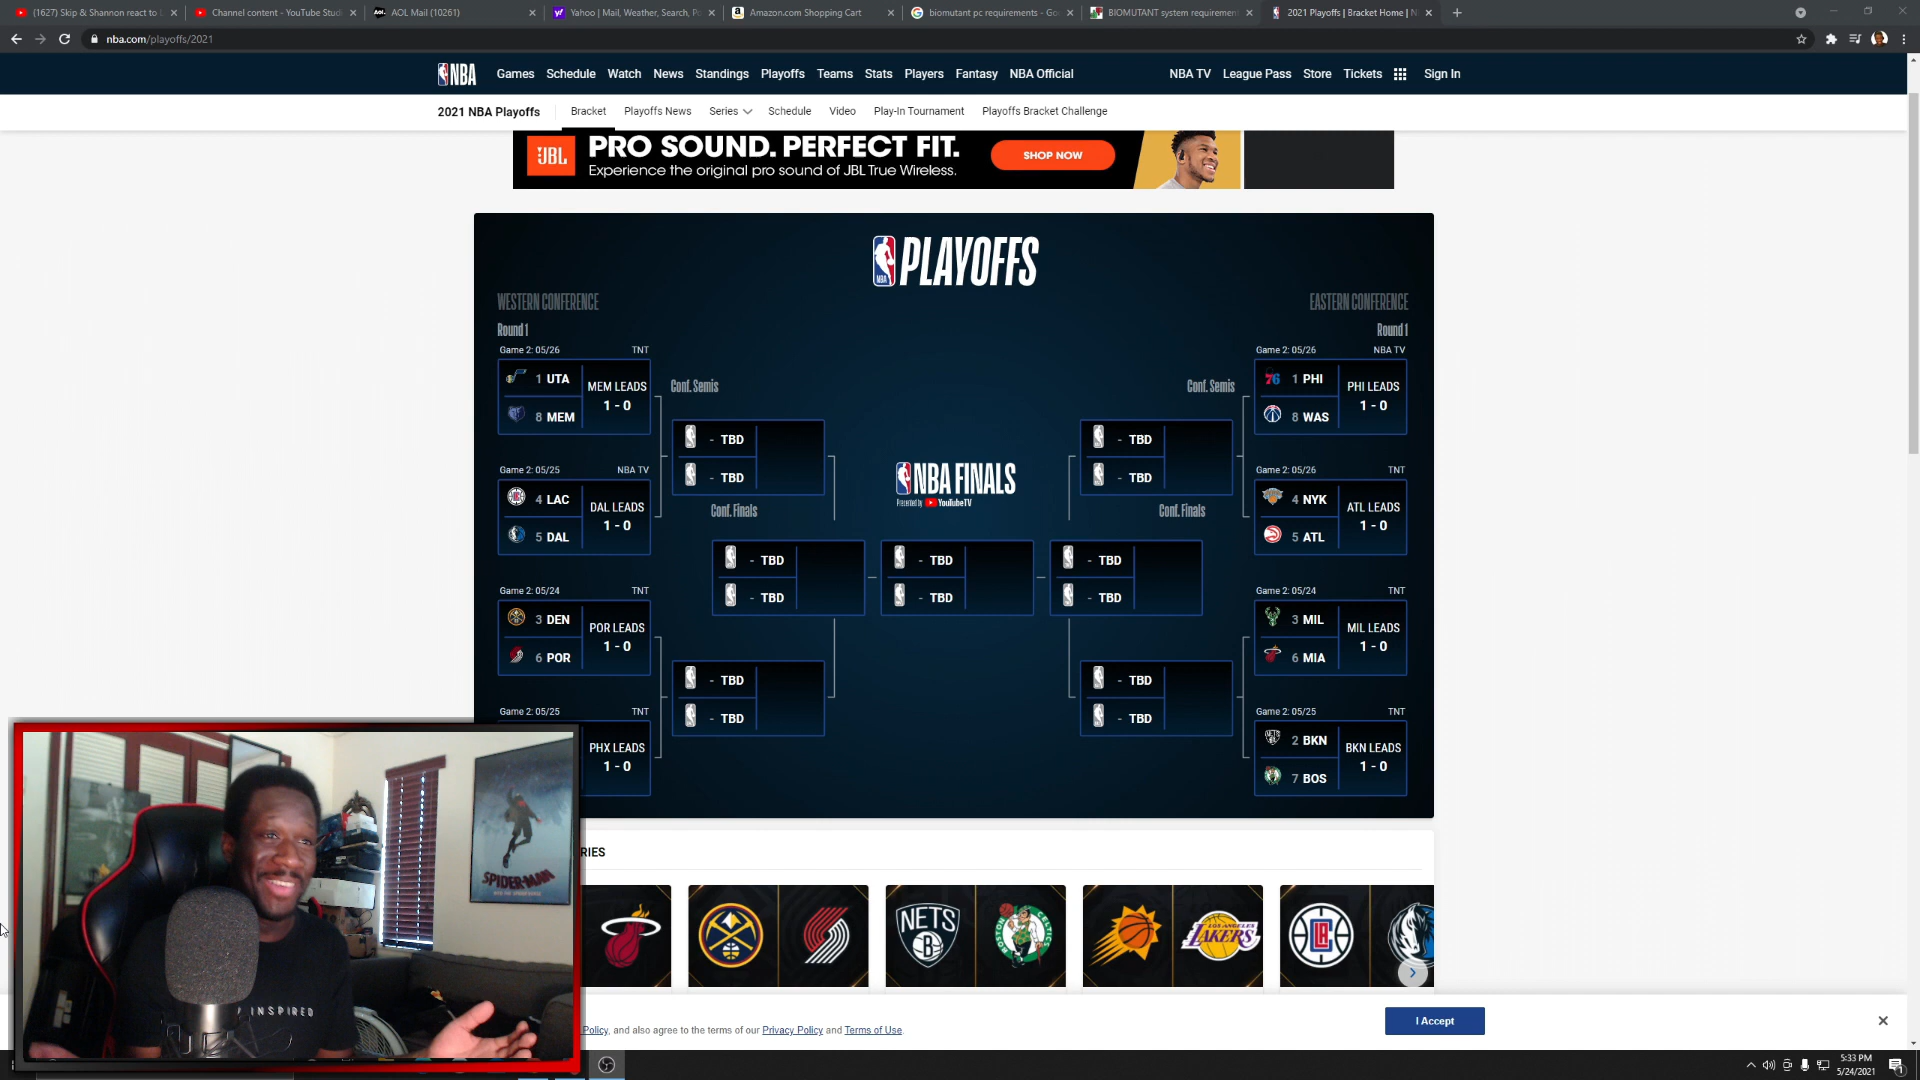 (1627) Skip & Shannon react to L
Channel content - YouTube Studi
AOL Mail (10261)
Yahoo | Mail, Weather, Search, Po
Amazon.com Shopping Cart
biomutant pc requirements - Go
BIOMUTANT system requirement
2021 Playoffs | Bracket Home | N
nba.com/playoffs/2021
NBA Games Schedule Watch News Standings Playoffs Teams Stats Players Fantasy NBA Official NBA TV League Pass Store Tickets Sign In
2021 NBA Playoffs Bracket Playoffs News Series Schedule Video Play-In Tournament Playoffs Bracket Challenge
JBL
PRO SOUND. PERFECT FIT.
Experience the original pro sound of JBL True Wireless.
SHOP NOW
NBA PLAYOFFS
WESTERN CONFERENCE
Round 1
Game 2: 05/26 TNT
1 UTA
8 MEM
MEM LEADS
1 - 0
Game 2: 05/25 NBA TV
4 LAC
5 DAL
DAL LEADS
1 - 0
Game 2: 05/24 TNT
3 DEN
6 POR
POR LEADS
1 - 0
Game 2: 05/25 TNT
PHX LEADS
1 - 0
Conf. Semis
- TBD
- TBD
Conf. Finals
- TBD
- TBD
- TBD
- TBD
NBA FINALS
Presented by YouTubeTV
- TBD
- TBD
EASTERN CONFERENCE
Round 1
Conf. Semis
- TBD
- TBD
Conf. Finals
- TBD
- TBD
- TBD
- TBD
Game 2: 05/26 NBA TV
1 PHI
8 WAS
PHI LEADS
1 - 0
Game 2: 05/26 TNT
4 NYK
5 ATL
ATL LEADS
1 - 0
Game 2: 05/24 TNT
3 MIL
6 MIA
MIL LEADS
1 - 0
Game 2: 05/25 TNT
2 BKN
7 BOS
BKN LEADS
1 - 0
RIES
NETS
B
BOSTON
CELTICS
LOS ANGELES
LAKERS
Policy, and also agree to the terms of our Privacy Policy and Terms of Use.
I Accept
SPIDER-MAN
INSPIRED
5:33 PM
5/24/2021